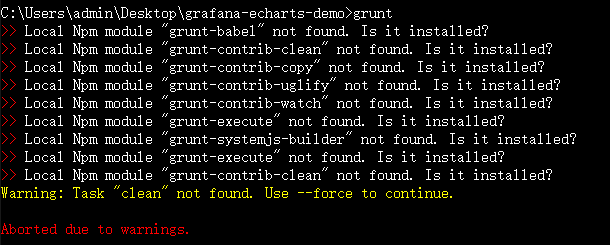 C:\Users\admin\Desktop\grafana-echarts-demo>grunt
>> Local Npm module "grunt-babel" not found. Is it installed?
>> Local Npm module "grunt-contrib-clean" not found. Is it installed?
>> Local Npm module "grunt-contrib-copy" not found. Is it installed?
>> Local Npm module "grunt-contrib-uglify" not found. Is it installed?
>> Local Npm module "grunt-contrib-watch" not found. Is it installed?
>> Local Npm module "grunt-execute" not found. Is it installed?
>> Local Npm module "grunt-systemjs-builder" not found. Is it installed?
>> Local Npm module "grunt-execute" not found. Is it installed?
>> Local Npm module "grunt-contrib-clean" not found. Is it installed?
Warning: Task "clean" not found. Use --force to continue.
Aborted due to warnings.